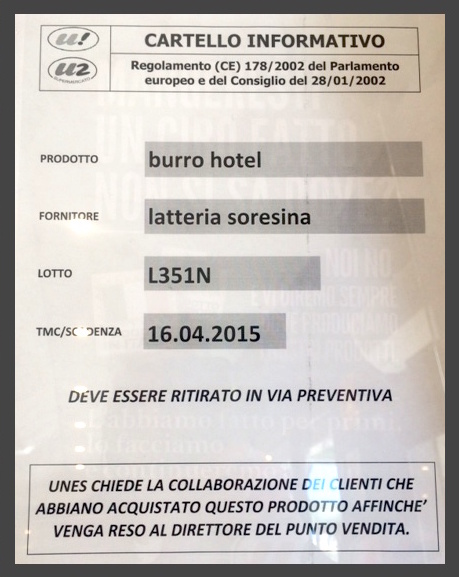 u!
u2
SUPERMERCATO
CARTELLO INFORMATIVO
Regolamento (CE) 178/2002 del Parlamento
europeo e del Consiglio del 28/01/2002
PRODOTTO burro hotel
FORNITORE latteria soresina
LOTTO L351N
TMC/SCADENZA 16.04.2015
DEVE ESSERE RITIRATO IN VIA PREVENTIVA
UNES CHIEDE LA COLLABORAZIONE DEI CLIENTI CHE
ABBIANO ACQUISTATO QUESTO PRODOTTO AFFINCHE'
VENGA RESO AL DIRETTORE DEL PUNTO VENDITA.